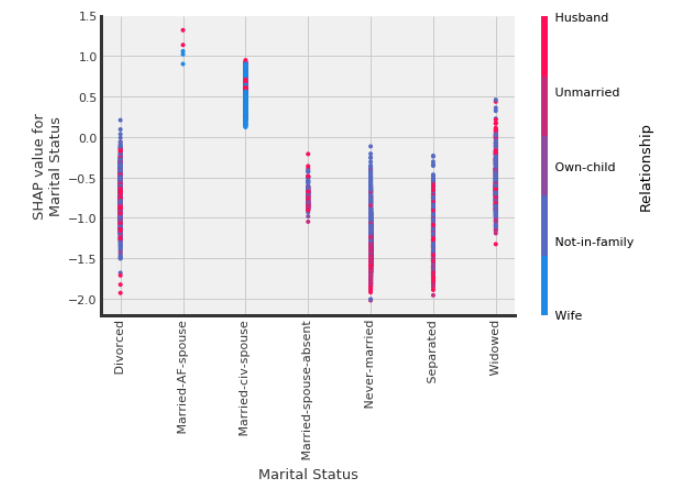 1.5
1.0
0.5
0.0
−0.5
−1.0
−1.5
−2.0
SHAP value for
Marital Status
Divorced
Married-AF-spouse
Married-civ-spouse
Married-spouse-absent
Never-married
Separated
Widowed
Marital Status
Husband
Unmarried
Own-child
Not-in-family
Wife
Relationship